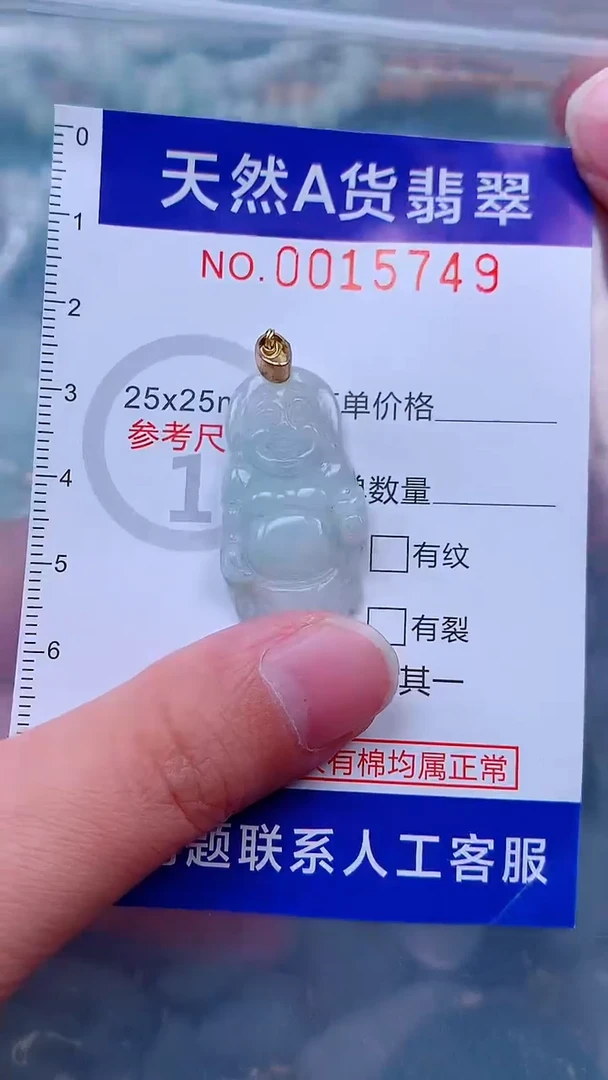 天然A货翡翠
NO.0015749
0
1
2
3
4
5
6
25x25
单价格
参考尺
1
数量
有纹
有裂
其一
有棉均属正常
题联系人工客服